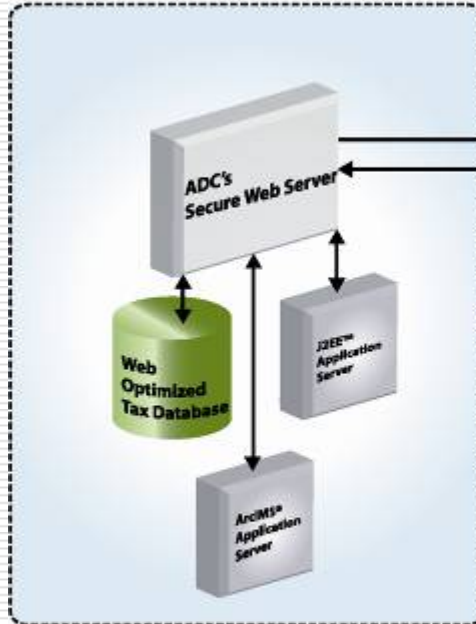 ADC's
Secure Web Server
Web
Optimized
Tax Database
J2EE™
Application
Server
ArcIMS®
Application
Server